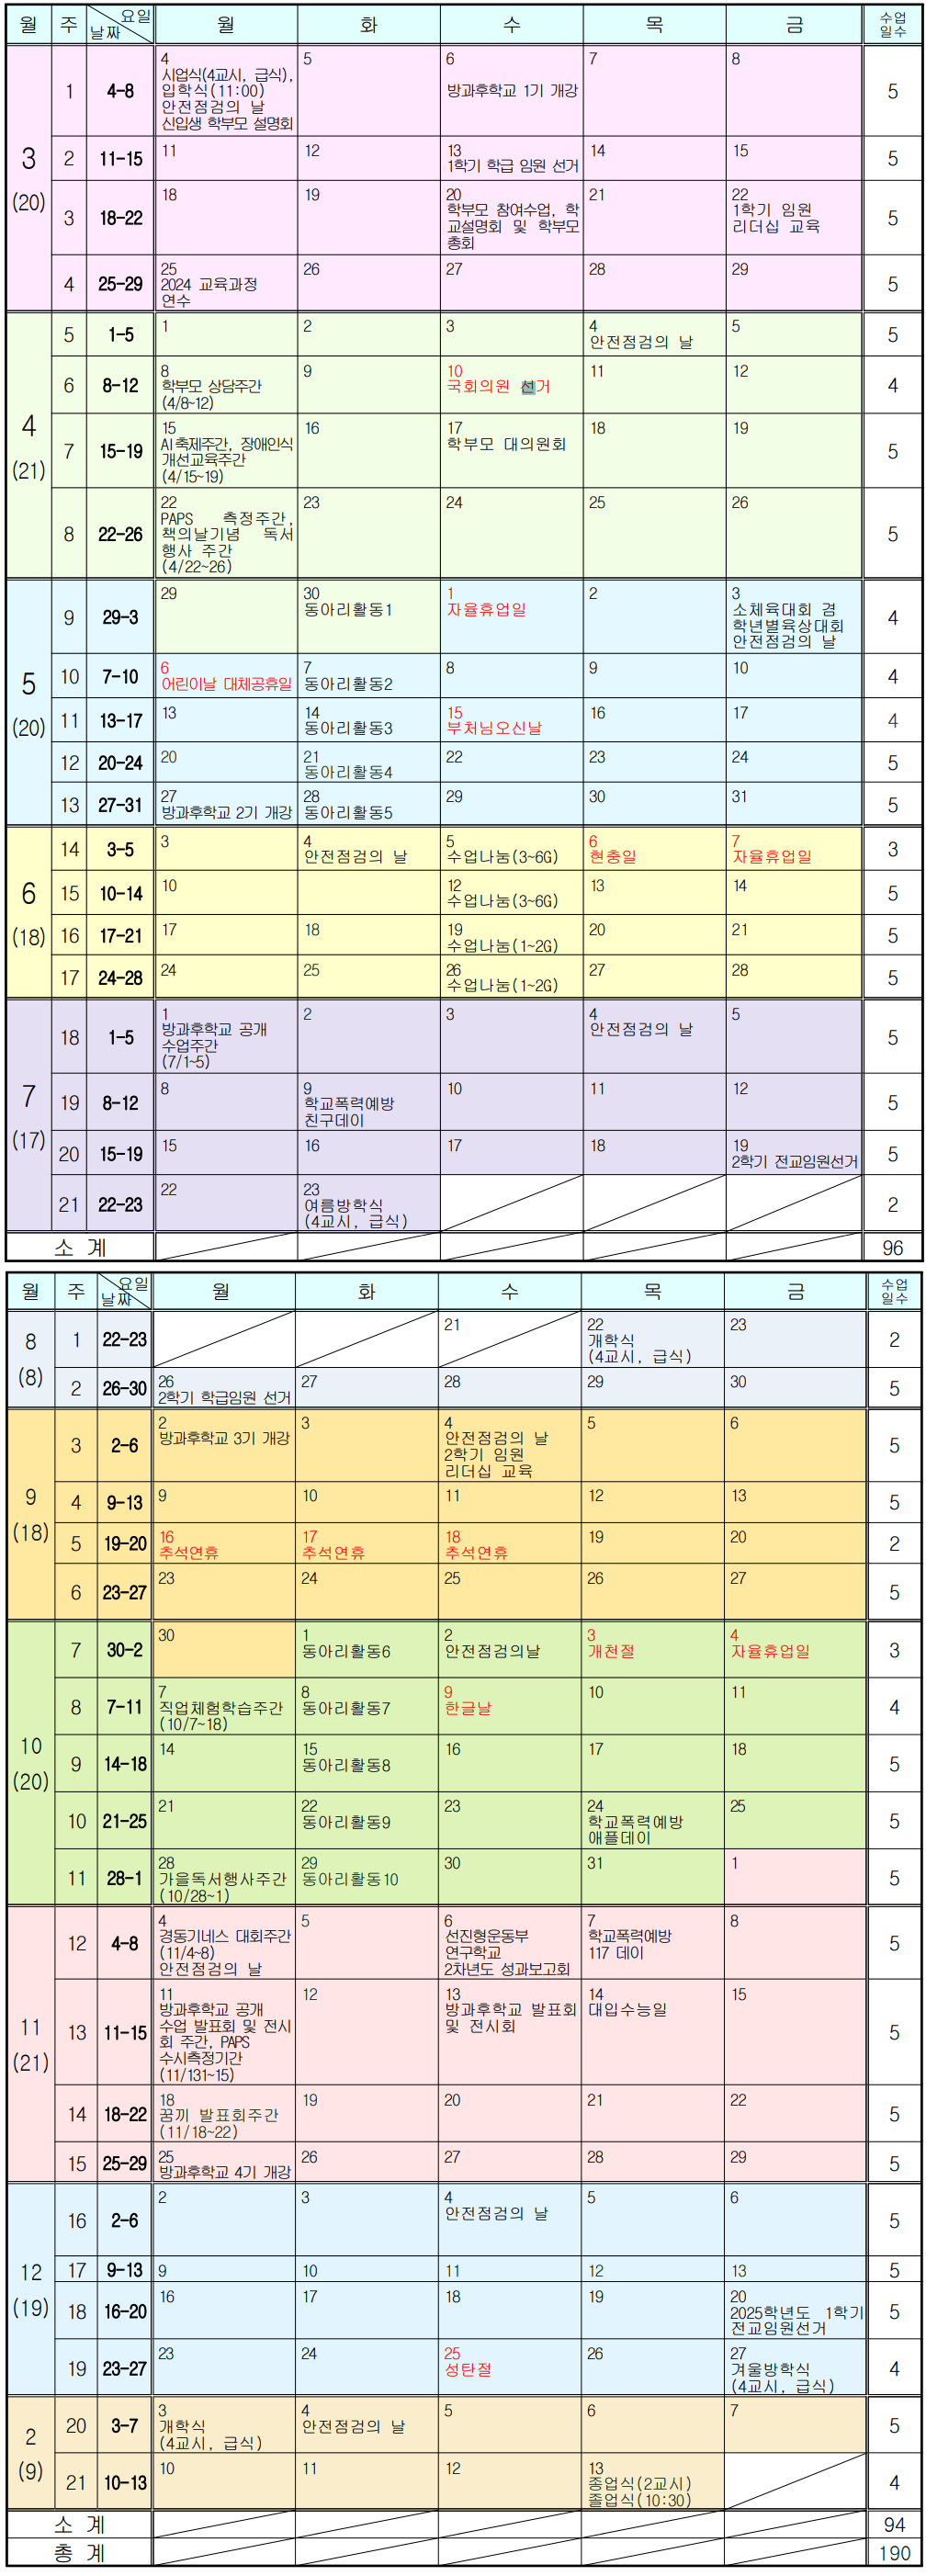 월 주 요일 날짜 월 화 수 목 금 수업 일수
3
(20)
1 4-8 4 5 6 7 8 5
시업식(4교시, 급식),
입학식(11:00) 방과후학교 1기 개강
안전점검의 날
신입생 학부모 설명회
2 11-15 11 12 13 14 15 5
1학기 학급 임원 선거
3 18-22 18 19 20 21 22 5
학부모 참여수업, 학 1학기 임원
교설명회 및 학부모 리더십 교육
총회
4 25-29 25 26 27 28 29 5
2024 교육과정
연수
4
(21)
5 1-5 1 2 3 4 5 5
안전점검의 날
6 8-12 8 9 10 11 12 4
학부모 상담주간 국회의원 선거
(4/8~12)
7 15-19 15 16 17 18 19 5
AI축제주간, 장애인식 학부모 대의원회
개선교육주간
(4/15~19)
8 22-26 22 23 24 25 26 5
PAPS 측정주간,
책의날기념 독서
행사 주간
(4/22~26)
5
(20)
9 29-3 29 30 1 2 3 4
동아리활동1 자율휴업일 소체육대회 겸
학년별육상대회
안전점검의 날
10 7-10 6 7 8 9 10 4
어린이날 대체공휴일 동아리활동2
11 13-17 13 14 15 16 17 4
동아리활동3 부처님오신날
12 20-24 20 21 22 23 24 5
동아리활동4
13 27-31 27 28 29 30 31 5
방과후학교 2기 개강 동아리활동5
6
(18)
14 3-5 3 4 5 6 7 3
안전점검의 날 수업나눔(3~6G) 현충일 자율휴업일
15 10-14 10 12 13 14 5
수업나눔(3~6G)
16 17-21 17 18 19 20 21 5
수업나눔(1~2G)
17 24-28 24 25 26 27 28 5
수업나눔(1~2G)
7
(17)
18 1-5 1 2 3 4 5 5
방과후학교 공개 안전점검의 날
수업주간
(7/1~5)
19 8-12 8 9 10 11 12 5
학교폭력예방
친구데이
20 15-19 15 16 17 18 19 5
2학기 전교임원선거
21 22-23 22 23 2
여름방학식
(4교시, 급식)
소 계 96
월 주 요일 날짜 월 화 수 목 금 수업 일수
8
(8)
1 22-23 21 22 23 2
개학식
(4교시, 급식)
2 26-30 26 27 28 29 30 5
2학기 학급임원 선거
9
(18)
3 2-6 2 3 4 5 6 5
방과후학교 3기 개강 안전점검의 날
2학기 임원
리더십 교육
4 9-13 9 10 11 12 13 5
5 19-20 16 17 18 19 20 2
추석연휴 추석연휴 추석연휴
6 23-27 23 24 25 26 27 5
10
(20)
7 30-2 30 1 2 3 4 3
동아리활동6 안전점검의날 개천절 자율휴업일
8 7-11 7 8 9 10 11 4
직업체험학습주간 동아리활동7 한글날
(10/7~18)
9 14-18 14 15 16 17 18 5
동아리활동8
10 21-25 21 22 23 24 25 5
동아리활동9 학교폭력예방
애플데이
11 28-1 28 29 30 31 1 5
가을독서행사주간 동아리활동10
(10/28~1)
11
(21)
12 4-8 4 5 6 7 8 5
경동기네스 대회주간 선진형운동부 학교폭력예방
(11/4~8) 연구학교 117 데이
안전점검의 날 2차년도 성과보고회
13 11-15 11 12 13 14 15 5
방과후학교 공개 방과후학교 발표회 대입수능일
수업 발표회 및 전시 및 전시회
회 주간, PAPS
수시측정기간
(11/131~15)
14 18-22 18 19 20 21 22 5
꿈끼 발표회주간
(11/18~22)
15 25-29 25 26 27 28 29 5
방과후학교 4기 개강
12
(19)
16 2-6 2 3 4 5 6 5
안전점검의 날
17 9-13 9 10 11 12 13 5
18 16-20 16 17 18 19 20 5
2025학년도 1학기
전교임원선거
19 23-27 23 24 25 26 27 4
성탄절 겨울방학식
(4교시, 급식)
2
(9)
20 3-7 3 4 5 6 7 5
개학식 안전점검의 날
(4교시, 급식)
21 10-13 10 11 12 13 4
종업식(2교시)
졸업식(10:30)
소 계 94
총 계 190